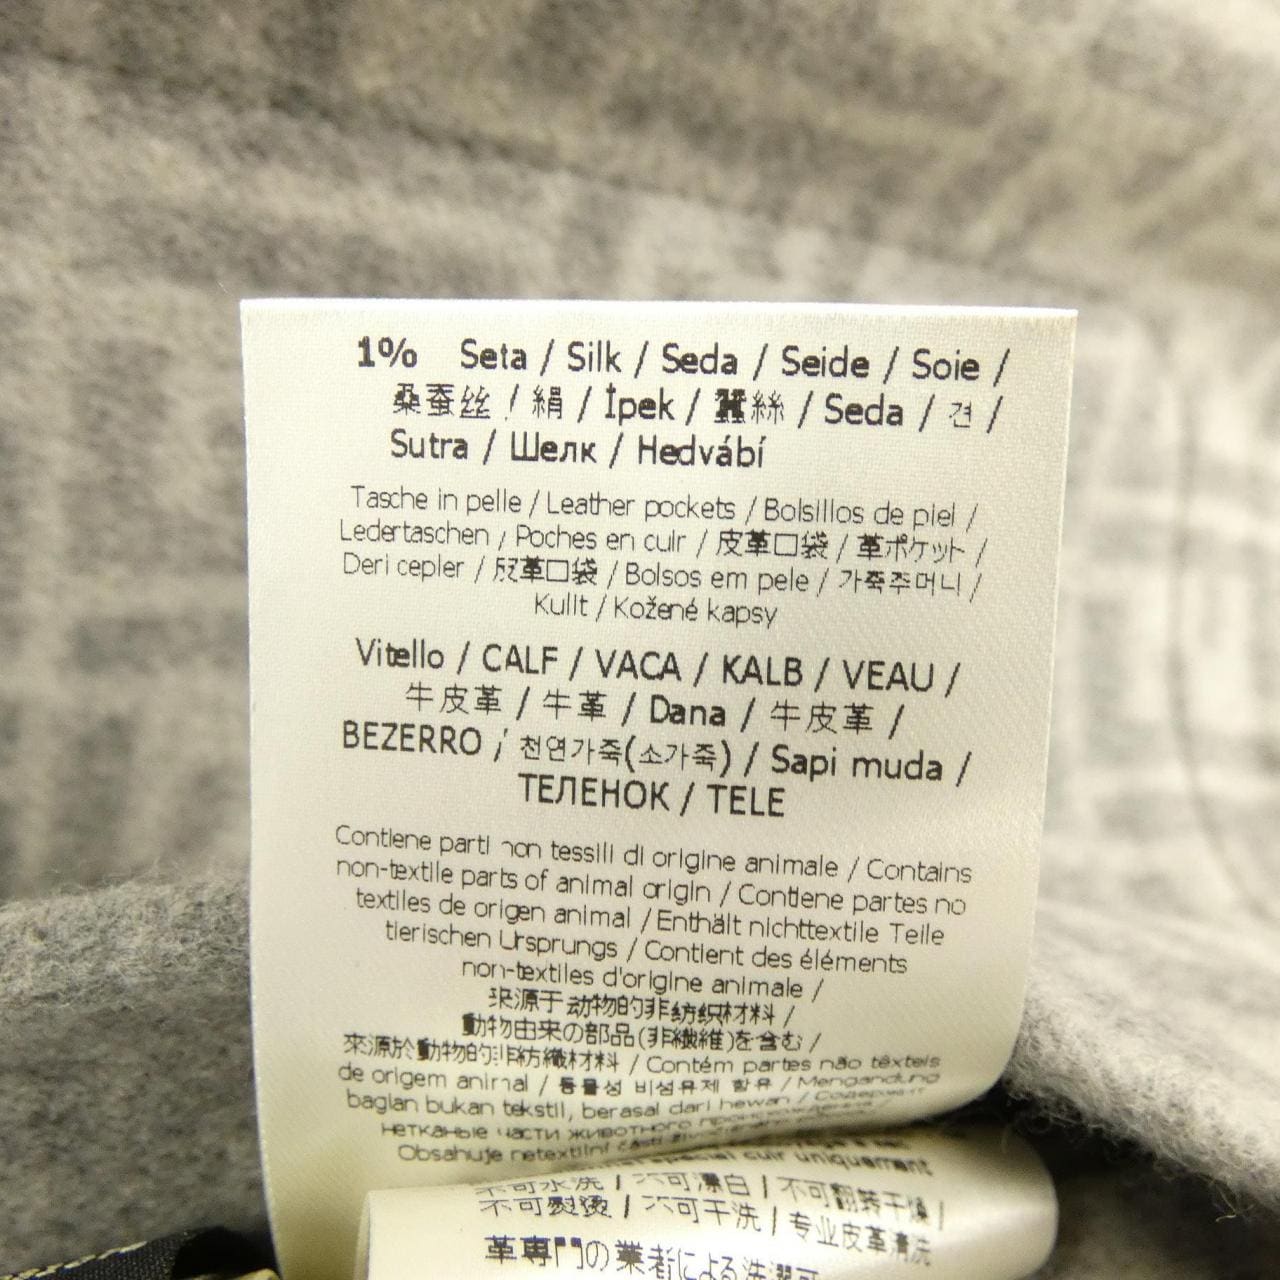 1% Seta / Silk / Seda / Seide / Soie /
桑蚕丝 / 絹 / İpek / 蠶絲 / Seda / 견 /
Sutra / Шелк / Hedvábí
Tasche in pelle / Leather pockets / Bolsillos de piel /
Ledertaschen / Poches en cuir / 皮革口袋 / 革ポケット /
Deri cepler / 皮革口袋 / Bolsos em pele / 가죽주머니 /
Kulit / Kožené kapsy
Vitello / CALF / VACA / KALB / VEAU /
牛皮革 / 牛革 / Dana / 牛皮革 /
BEZERRO / 천연가죽(소가죽) / Sapi muda /
ТЕЛЕНОК / TELE
Contiene parti non tessili di origine animale / Contains
non-textile parts of animal origin / Contiene partes no
textiles de origen animal / Enthält nichttextile Teile
tierischen Ursprungs / Contient des éléments
non-textiles d'origine animale /
来源于动物的非纺织材料 /
動物由来の部品(非繊維)を含む /
來源於動物的非紡織材料 / Contém partes não têxteis
de origem animal / 동물성 비섬유제 함유 / Mengandung
bagian bukan tekstil, berasal dari hewan / Содержит
нетканые части животного происхождения
Obsahuje netextilní části
special cuir uniquement
不可水洗 / 不可漂白 / 不可翻装干燥 /
不可熨烫 / 不可干洗 / 专业皮革清洗
革専門の業者による洗濯可